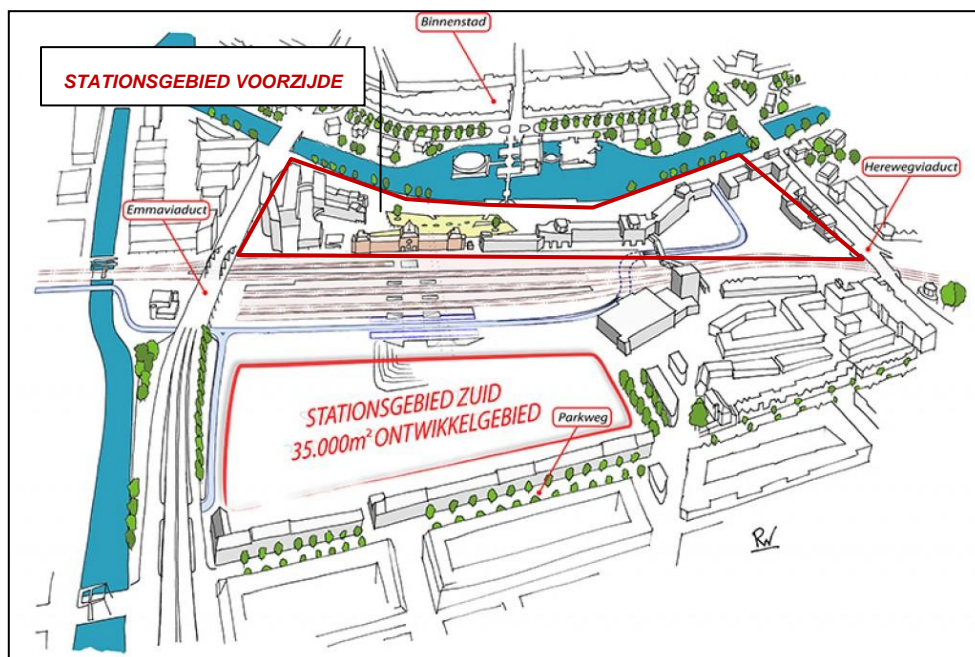 Binnenstad
STATIONSGEBIED VOORZIJDE
Herewegviaduct
Emmaviaduct
STATIONSGEBIED ZUID
35.000m² ONTWIKKELGEBIED
Parkweg
RW